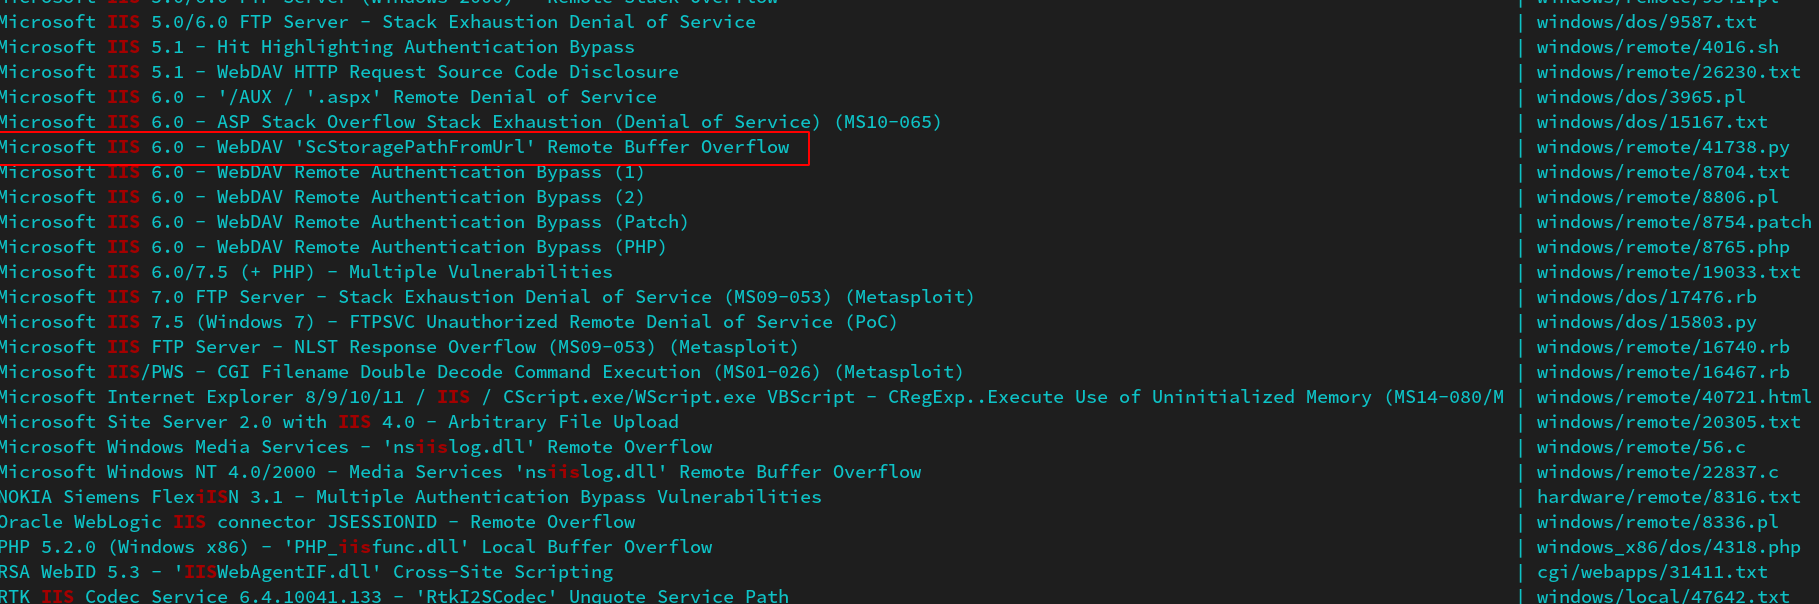 Microsoft IIS 5.0/6.0 FTP Server - Stack Exhaustion Denial of Service | windows/dos/9587.txt
Microsoft IIS 5.1 - Hit Highlighting Authentication Bypass | windows/remote/4016.sh
Microsoft IIS 5.1 - WebDAV HTTP Request Source Code Disclosure | windows/remote/26230.txt
Microsoft IIS 6.0 - '/AUX / '.aspx' Remote Denial of Service | windows/dos/3965.pl
Microsoft IIS 6.0 - ASP Stack Overflow Stack Exhaustion (Denial of Service) (MS10-065) | windows/dos/15167.txt
Microsoft IIS 6.0 - WebDAV 'ScStoragePathFromUrl' Remote Buffer Overflow | windows/remote/41738.py
Microsoft IIS 6.0 - WebDAV Remote Authentication Bypass (1) | windows/remote/8704.txt
Microsoft IIS 6.0 - WebDAV Remote Authentication Bypass (2) | windows/remote/8806.pl
Microsoft IIS 6.0 - WebDAV Remote Authentication Bypass (Patch) | windows/remote/8754.patch
Microsoft IIS 6.0 - WebDAV Remote Authentication Bypass (PHP) | windows/remote/8765.php
Microsoft IIS 6.0/7.5 (+ PHP) - Multiple Vulnerabilities | windows/remote/19033.txt
Microsoft IIS 7.0 FTP Server - Stack Exhaustion Denial of Service (MS09-053) (Metasploit) | windows/dos/17476.rb
Microsoft IIS 7.5 (Windows 7) - FTPSVC Unauthorized Remote Denial of Service (PoC) | windows/dos/15803.py
Microsoft IIS FTP Server - NLST Response Overflow (MS09-053) (Metasploit) | windows/remote/16740.rb
Microsoft IIS/PWS - CGI Filename Double Decode Command Execution (MS01-026) (Metasploit) | windows/remote/16467.rb
Microsoft Internet Explorer 8/9/10/11 / IIS / CScript.exe/WScript.exe VBScript - CRegExp..Execute Use of Uninitialized Memory (MS14-080/M | windows/remote/40721.html
Microsoft Site Server 2.0 with IIS 4.0 - Arbitrary File Upload | windows/remote/20305.txt
Microsoft Windows Media Services - 'nsiislog.dll' Remote Overflow | windows/remote/56.c
Microsoft Windows NT 4.0/2000 - Media Services 'nsiislog.dll' Remote Buffer Overflow | windows/remote/22837.c
NOKIA Siemens FlexiISN 3.1 - Multiple Authentication Bypass Vulnerabilities | hardware/remote/8316.txt
Oracle WebLogic IIS connector JSESSIONID - Remote Overflow | windows/remote/8336.pl
PHP 5.2.0 (Windows x86) - 'PHP_iisfunc.dll' Local Buffer Overflow | windows_x86/dos/4318.php
RSA WebID 5.3 - 'IISWebAgentIF.dll' Cross-Site Scripting | cgi/webapps/31411.txt
RTK IIS Codec Service 6.4.10041.133 - 'RtkI2SCodec' Unquote Service Path | windows/local/47642.txt